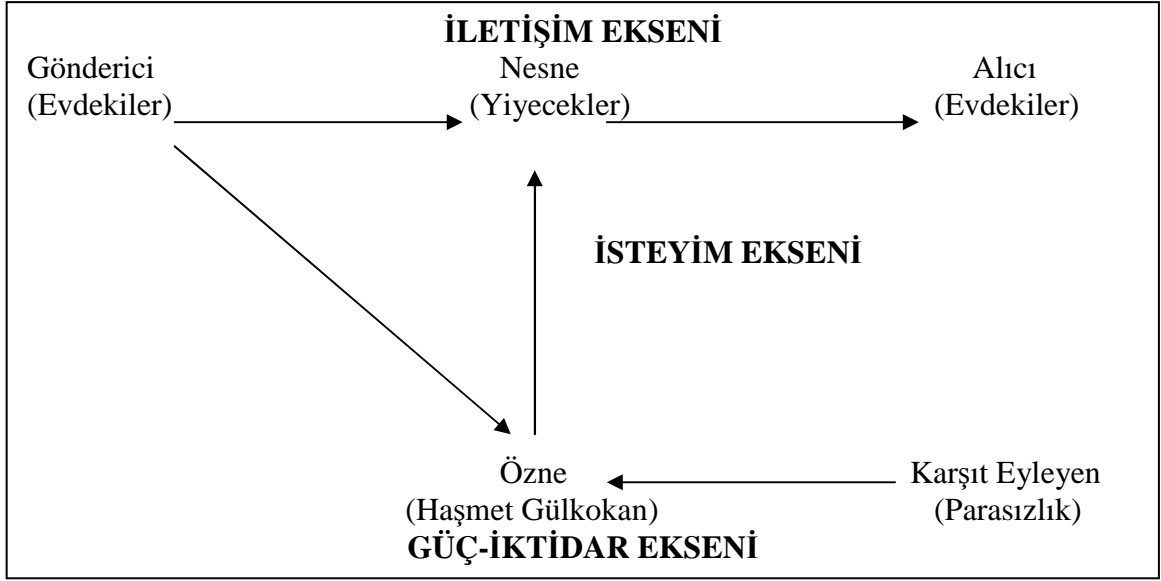 İLETİŞİM EKSENİ
Gönderici Nesne Alıcı
(Evdekiler) (Yiyecekler) (Evdekiler)
İSTEYİM EKSENİ
Özne Karşıt Eyleyen
(Haşmet Gülkokan) (Parasızlık)
GÜÇ-İKTİDAR EKSENİ